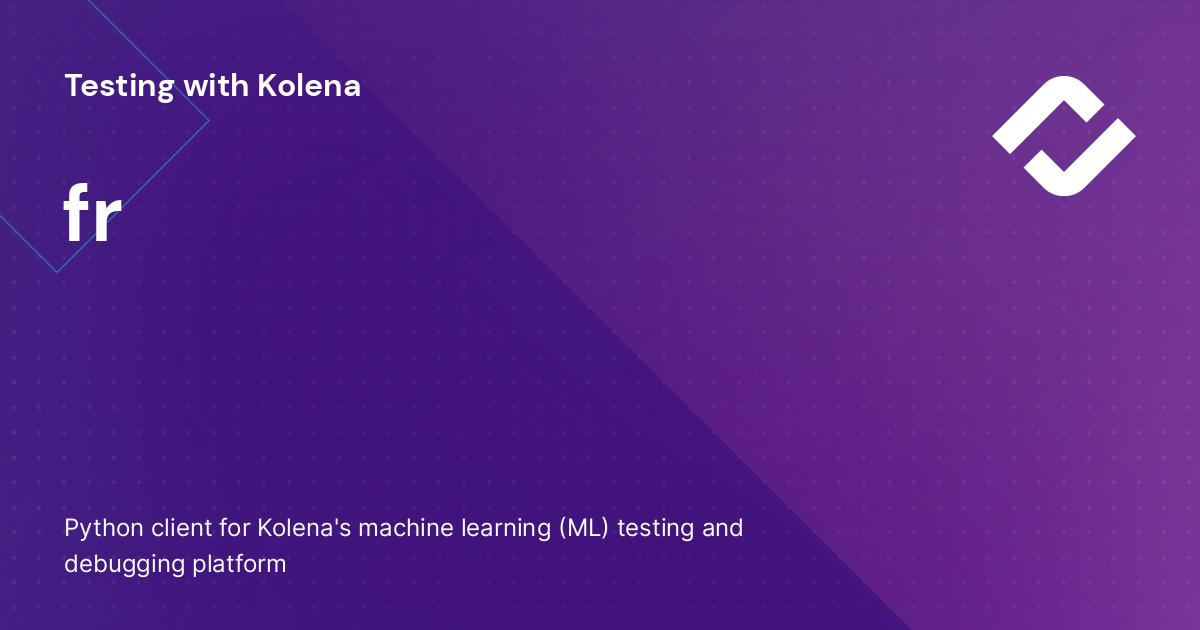 Testing with Kolena
fr
Python client for Kolena's machine learning (ML) testing and
debugging platform